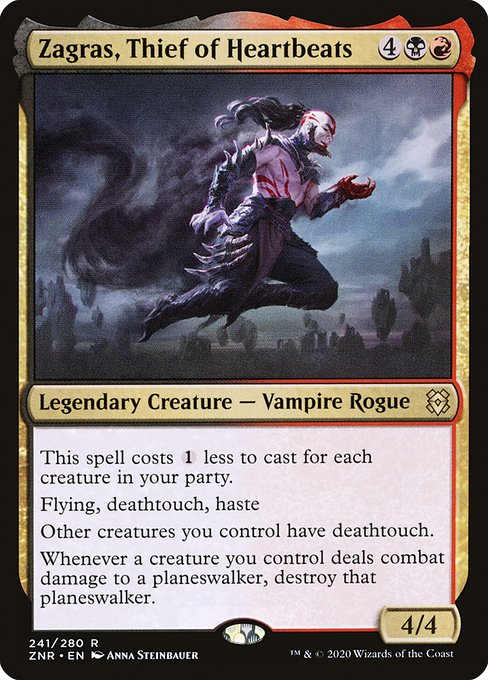 Zagras, Thief of Heartbeats 4
Legendary Creature — Vampire Rogue
This spell costs 1 less to cast for each
creature in your party.
Flying, deathtouch, haste
Other creatures you control have deathtouch.
Whenever a creature you control deals combat
damage to a planeswalker, destroy that
planeswalker.
4/4
241/280 R
ZNR • EN Anna Steinbauer
™ & © 2020 Wizards of the Coast